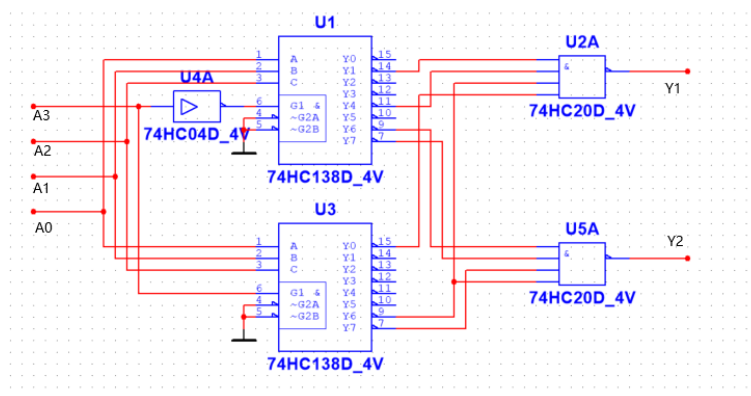 U1
1 A Y0 15
2 B Y1 14
3 C Y2 13
Y3 12
6 G1 & Y4 11
4 ~G2A Y5 10
5 ~G2B Y6 9
Y7 7
74HC138D_4V
U4A
74HC04D_4V
A3
A2
A1
A0
U2A
&
74HC20D_4V
Y1
U3
1 A Y0 15
2 B Y1 14
3 C Y2 13
Y3 12
6 G1 & Y4 11
4 ~G2A Y5 10
5 ~G2B Y6 9
Y7 7
74HC138D_4V
U5A
&
74HC20D_4V
Y2